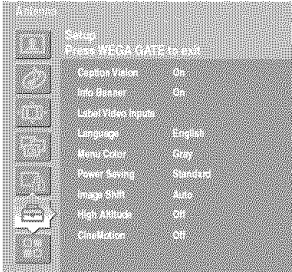 Antenna
Setup
Press WEGA GATE to exit
Caption Vision On
Info Banner On
Label Video Inputs
Language English
Menu Color Gray
Power Saving Standard
Image Shift Auto
High Altitude Off
CineMotion Off